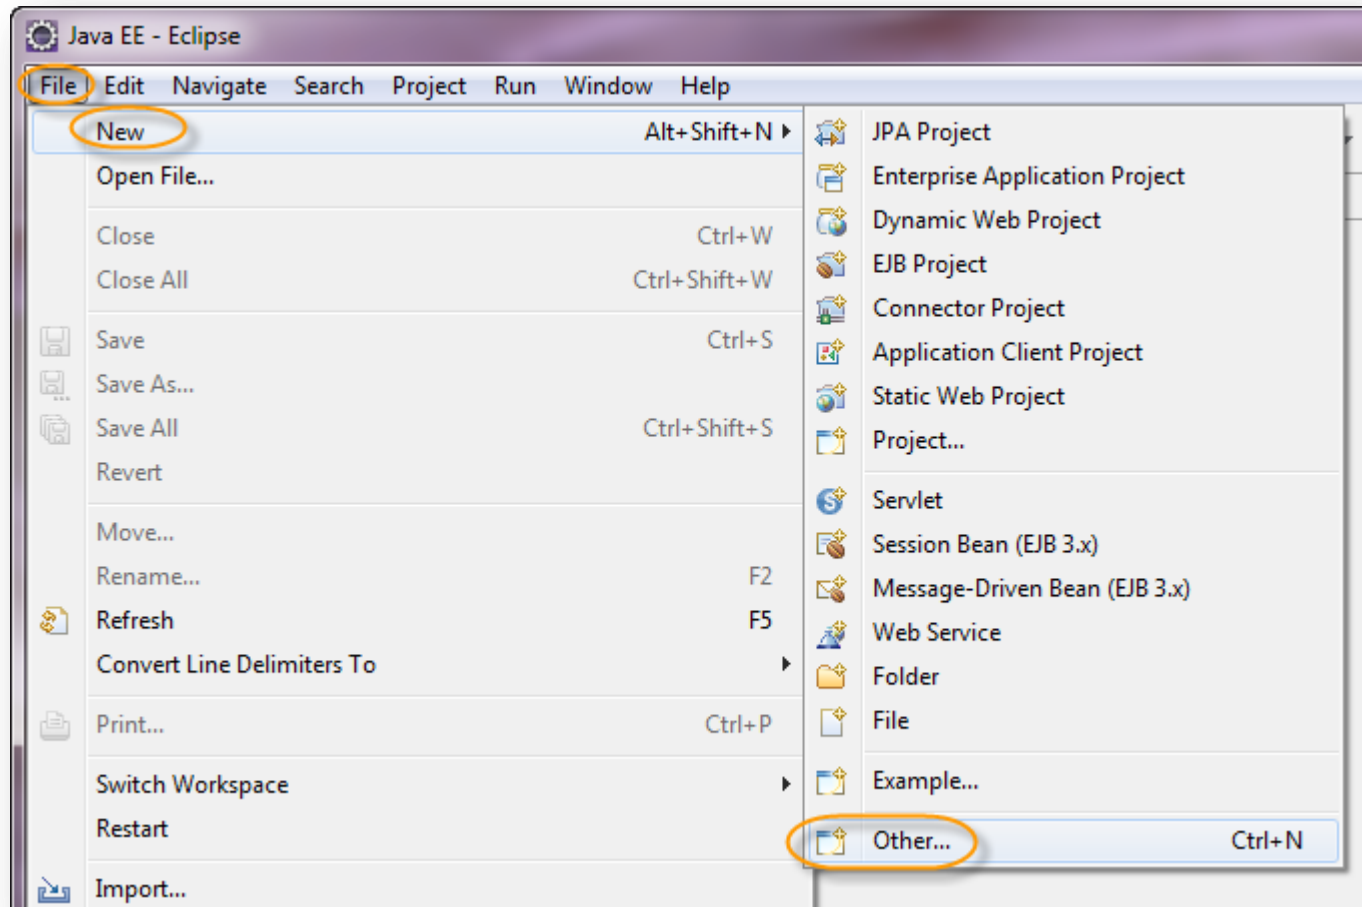 Java EE - Eclipse
File Edit Navigate Search Project Run Window Help
New Alt+Shift+N
Open File...
Close Ctrl+W
Close All Ctrl+Shift+W
Save Ctrl+S
Save As...
Save All Ctrl+Shift+S
Revert
Move...
Rename... F2
Refresh F5
Convert Line Delimiters To
Print... Ctrl+P
Switch Workspace
Restart
Import...
JPA Project
Enterprise Application Project
Dynamic Web Project
EJB Project
Connector Project
Application Client Project
Static Web Project
Project...
Servlet
Session Bean (EJB 3.x)
Message-Driven Bean (EJB 3.x)
Web Service
Folder
File
Example...
Other... Ctrl+N